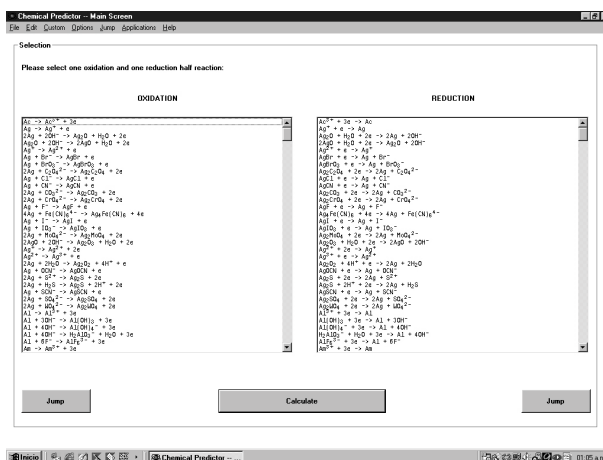 Chemical Predictor -- Main Screen
File Edit Custom Options Jump Applications Help
Selection
Please select one oxidation and one reduction half reaction:
OXIDATION
Ac -> Ac³⁺ + 3e
Ag -> Ag⁺ + e
2Ag + 2OH⁻ -> Ag₂O + H₂O + 2e
Ag₂O + 2OH⁻ -> 2AgO + H₂O + 2e
Ag⁺ -> Ag²⁺ + e
Ag + Br⁻ -> AgBr + e
Ag + BrO₃⁻ -> AgBrO₃ + e
2Ag + C₂O₄²⁻ -> Ag₂C₂O₄ + 2e
Ag + Cl⁻ -> AgCl + e
Ag + CN⁻ -> AgCN + e
2Ag + CO₃²⁻ -> Ag₂CO₃ + 2e
2Ag + CrO₄²⁻ -> Ag₂CrO₄ + 2e
Ag + F⁻ -> AgF + e
4Ag + Fe(CN)₆⁴⁻ -> Ag₄Fe(CN)₆ + 4e
Ag + I⁻ -> AgI + e
Ag + IO₃⁻ -> AgIO₃ + e
2Ag + MoO₄²⁻ -> Ag₂MoO₄ + 2e
2AgO + 2OH⁻ -> Ag₂O₃ + H₂O + 2e
Ag⁺ -> Ag³⁺ + 2e
Ag²⁺ -> Ag³⁺ + e
2Ag + 2H₂O -> Ag₂O₂ + 4H⁺ + e
Ag + OCN⁻ -> AgOCN + e
2Ag + S²⁻ -> Ag₂S + 2e
2Ag + H₂S -> Ag₂S + 2H⁺ + 2e
Ag + SCN⁻ -> AgSCN + e
2Ag + SO₄²⁻ -> Ag₂SO₄ + 2e
2Ag + WO₄²⁻ -> Ag₂WO₄ + 2e
Al -> Al³⁺ + 3e
Al + 3OH⁻ -> Al(OH)₃ + 3e
Al + 4OH⁻ -> Al(OH)₄⁻ + 3e
Al + 4OH⁻ -> H₂AlO₃⁻ + H₂O + 3e
Al + 6F⁻ -> AlF₆³⁻ + 3e
Am -> Am³⁺ + 3e
REDUCTION
Ac³⁺ + 3e -> Ac
Ag⁺ + e -> Ag
Ag₂O + H₂O + 2e -> 2Ag + 2OH⁻
2AgO + H₂O + 2e -> Ag₂O + 2OH⁻
Ag²⁺ + e -> Ag⁺
AgBr + e -> Ag + Br⁻
AgBrO₃ + e -> Ag + BrO₃⁻
Ag₂C₂O₄ + 2e -> 2Ag + C₂O₄²⁻
AgCl + e -> Ag + Cl⁻
AgCN + e -> Ag + CN⁻
Ag₂CO₃ + 2e -> 2Ag + CO₃²⁻
Ag₂CrO₄ + 2e -> 2Ag + CrO₄²⁻
AgF + e -> Ag + F⁻
Ag₄Fe(CN)₆ + 4e -> 4Ag + Fe(CN)₆⁴⁻
AgI + e -> Ag + I⁻
AgIO₃ + e -> Ag + IO₃⁻
Ag₂MoO₄ + 2e -> 2Ag + MoO₄²⁻
Ag₂O₃ + H₂O + 2e -> 2AgO + 2OH⁻
Ag³⁺ + 2e -> Ag⁺
Ag³⁺ + e -> Ag²⁺
Ag₂O₂ + 4H⁺ + e -> 2Ag + 2H₂O
AgOCN + e -> Ag + OCN⁻
Ag₂S + 2e -> 2Ag + S²⁻
Ag₂S + 2H⁺ + 2e -> 2Ag + H₂S
AgSCN + e -> Ag + SCN⁻
Ag₂SO₄ + 2e -> 2Ag + SO₄²⁻
Ag₂WO₄ + 2e -> 2Ag + WO₄²⁻
Al³⁺ + 3e -> Al
Al(OH)₃ + 3e -> Al + 3OH⁻
Al(OH)₄⁻ + 3e -> Al + 4OH⁻
H₂AlO₃⁻ + H₂O + 3e -> Al + 4OH⁻
AlF₆³⁻ + 3e -> Al + 6F⁻
Am³⁺ + 3e -> Am
Jump Calculate Jump
Inicio Chemical Predictor -- ... 01:05 a.m.